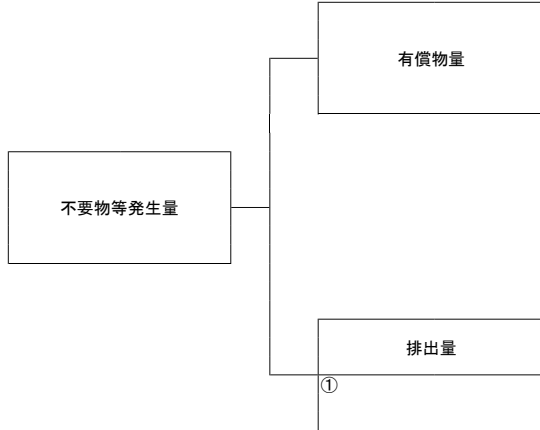 有償物量
不要物等発生量
排出量
①